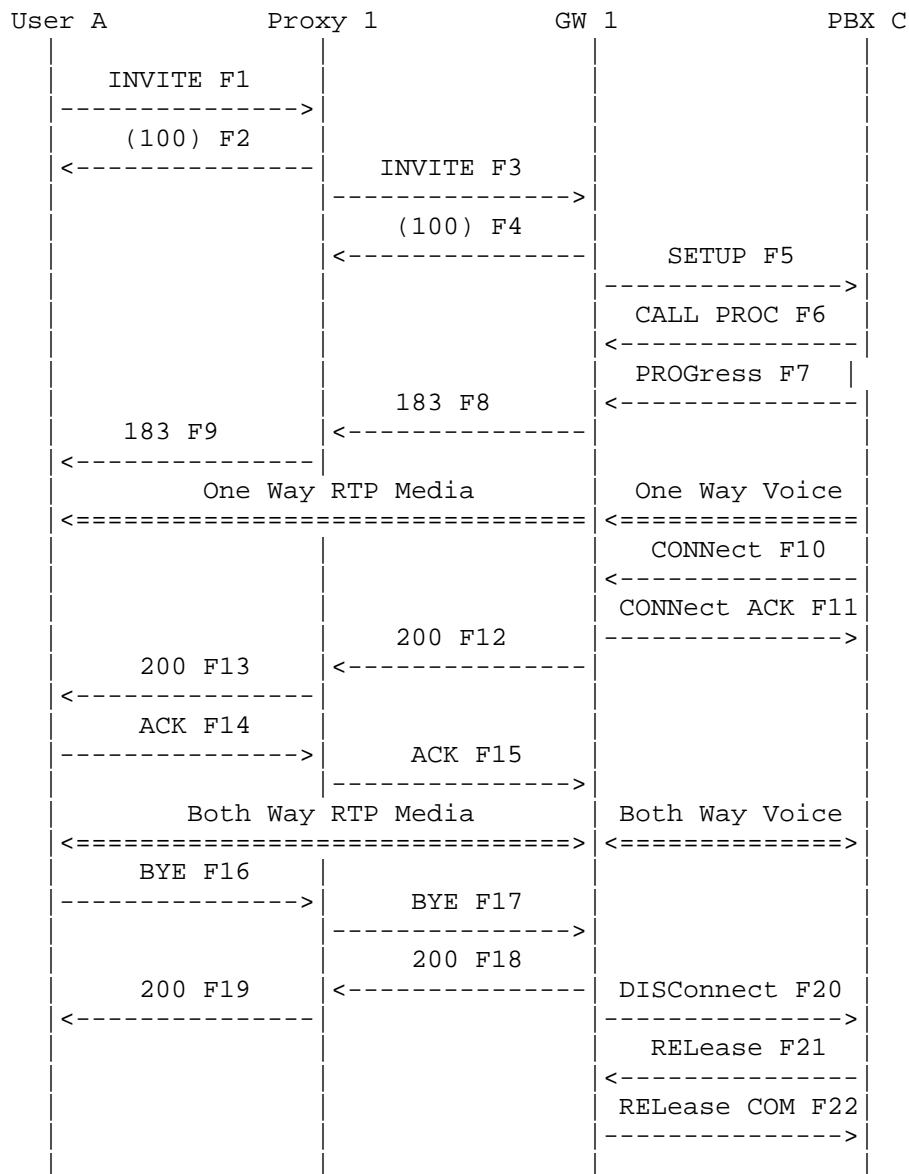 User A Proxy 1 GW 1 PBX C
INVITE F1
(100) F2
INVITE F3
(100) F4
SETUP F5
CALL PROC F6
PROGress F7
183 F8
183 F9
One Way RTP Media One Way Voice
CONNect F10
CONNect ACK F11
200 F12
200 F13
ACK F14
ACK F15
Both Way RTP Media Both Way Voice
BYE F16
BYE F17
200 F18
200 F19 DISConnect F20
RELease F21
RELease COM F22